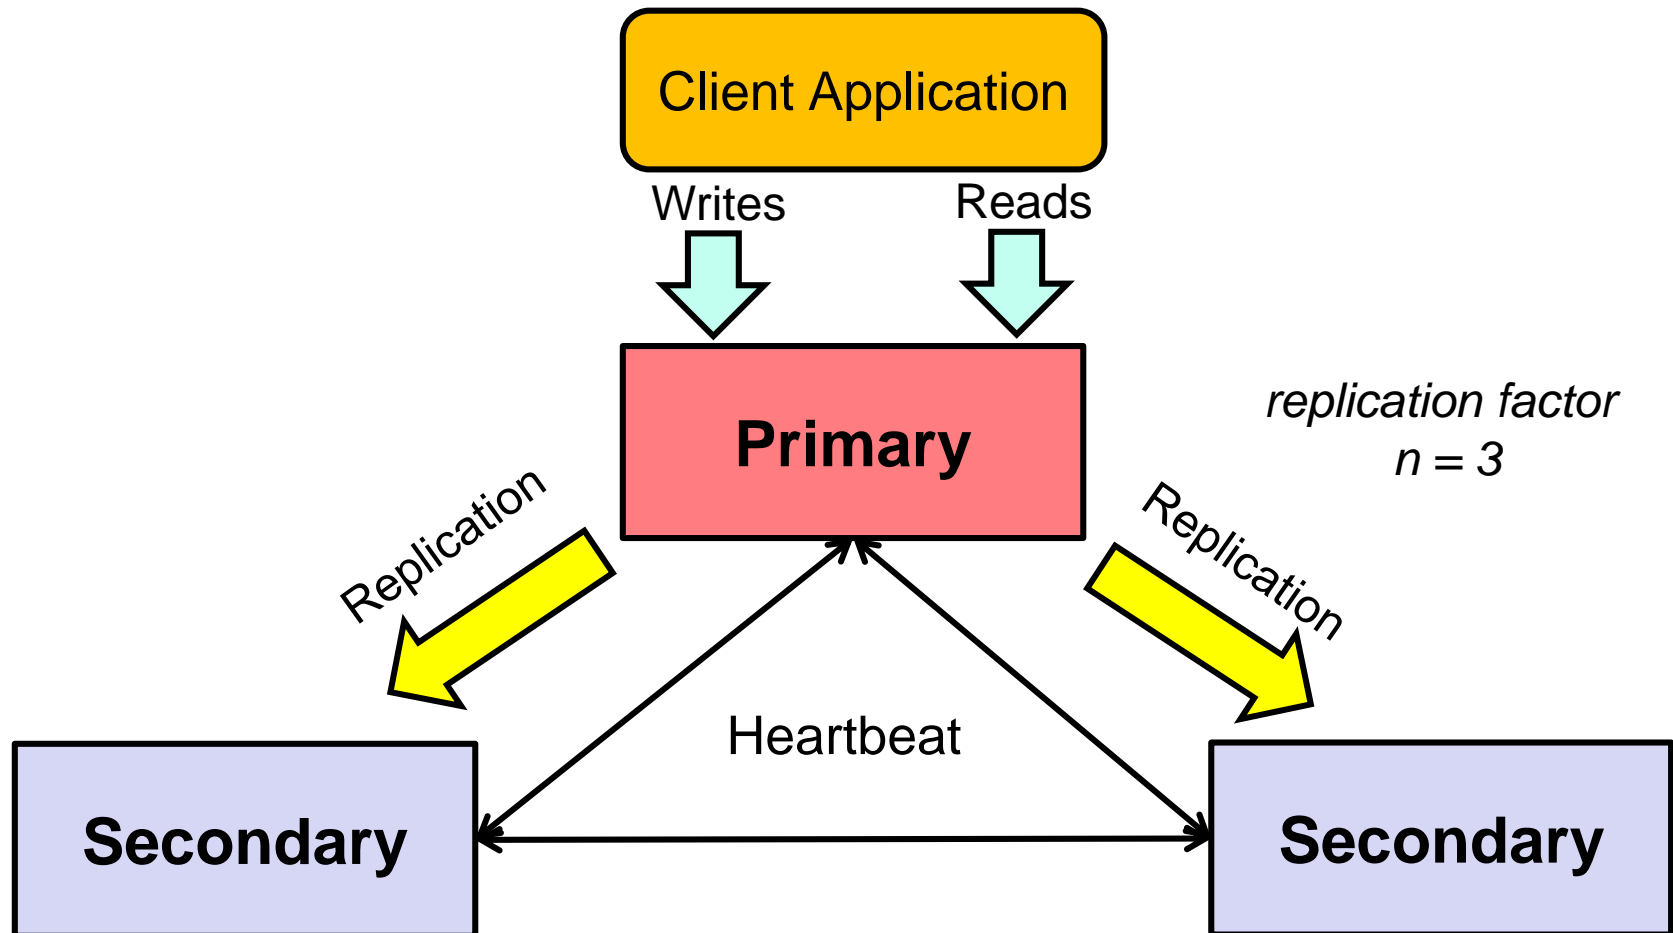 Client Application
Writes
Reads
Primary
replication factor
n = 3
Replication
Replication
Heartbeat
Secondary
Secondary